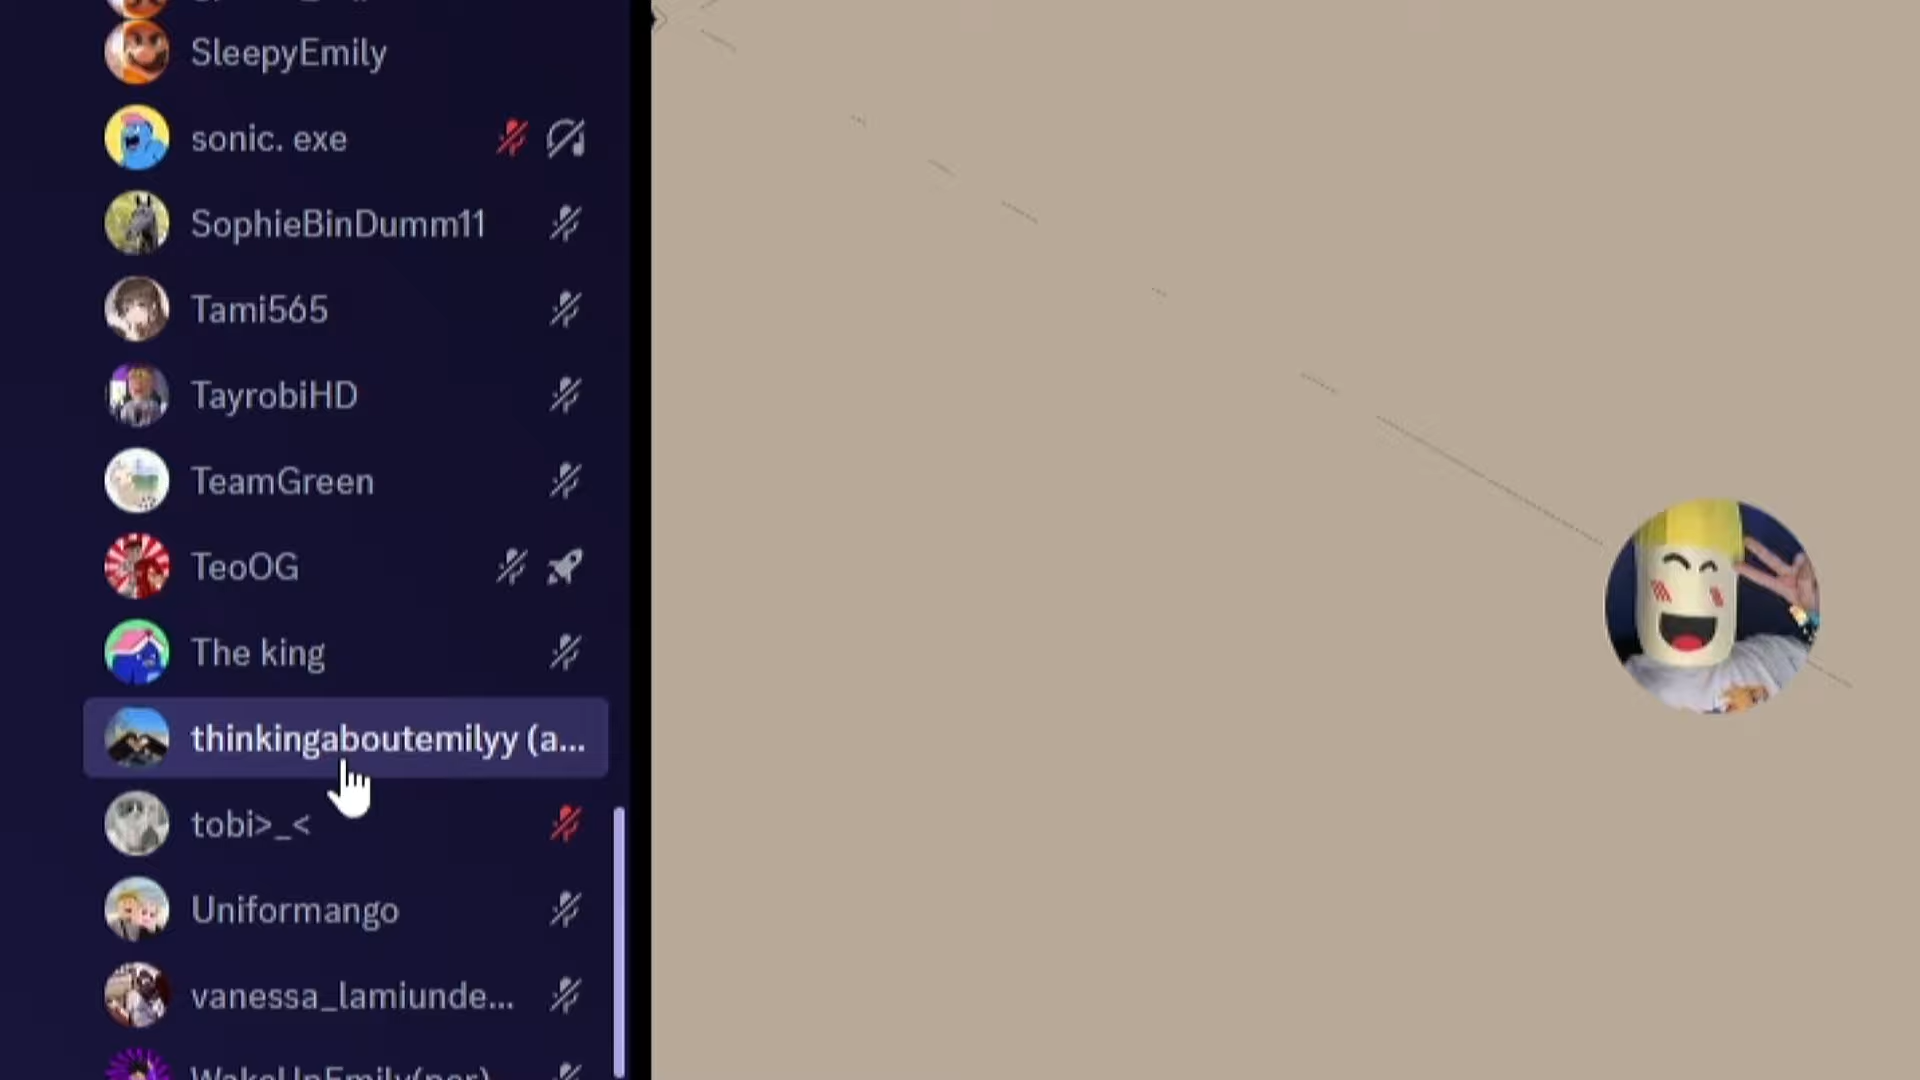 SleepyEmily
sonic. exe
SophieBinDumm11
Tami565
TayrobiHD
TeamGreen
TeoOG
The king
thinkingaboutemilyy (a...
tobi>_<
Uniformango
vanessa_lamiunde...